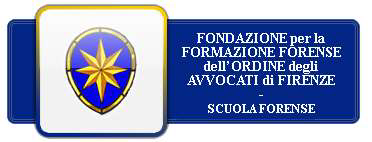 FONDAZIONE per la
FORMAZIONE FORENSE
dell'ORDINE degli
AVVOCATI di FIRENZE
-
SCUOLA FORENSE